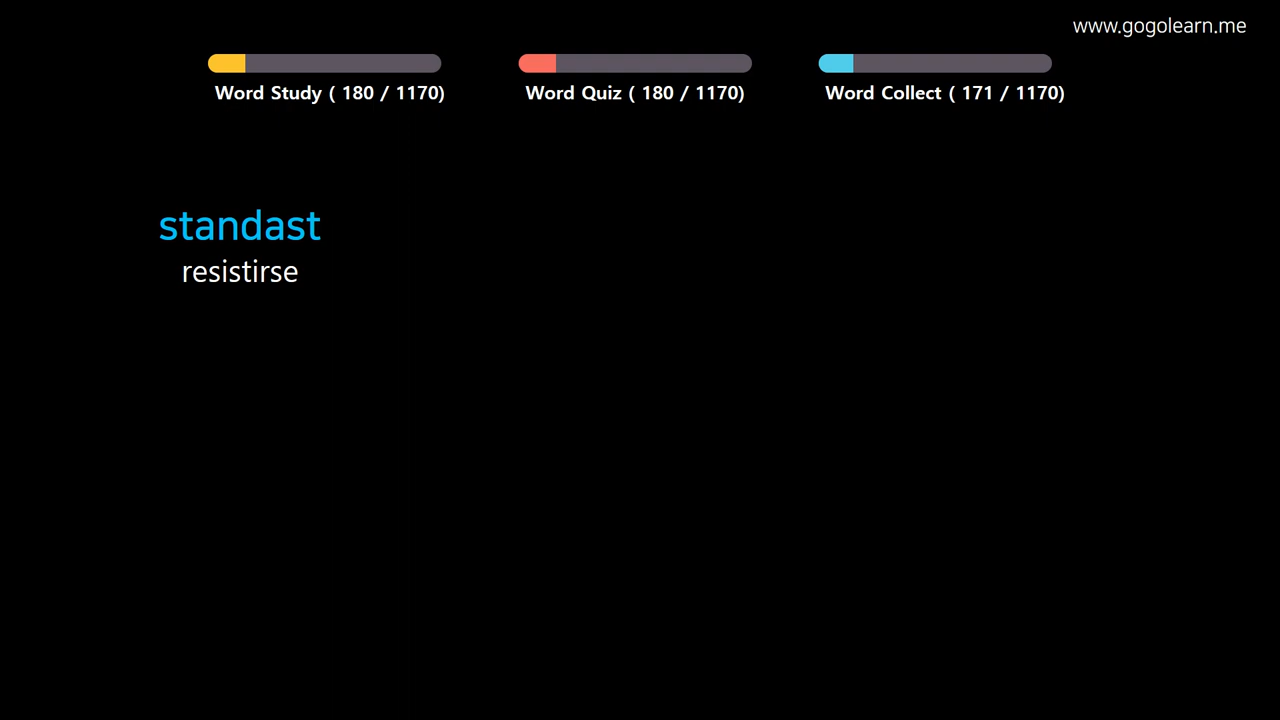 www.gogolearn.me
Word Study ( 180 / 1170)
Word Quiz ( 180 / 1170)
Word Collect ( 171 / 1170)
standast
resistirse